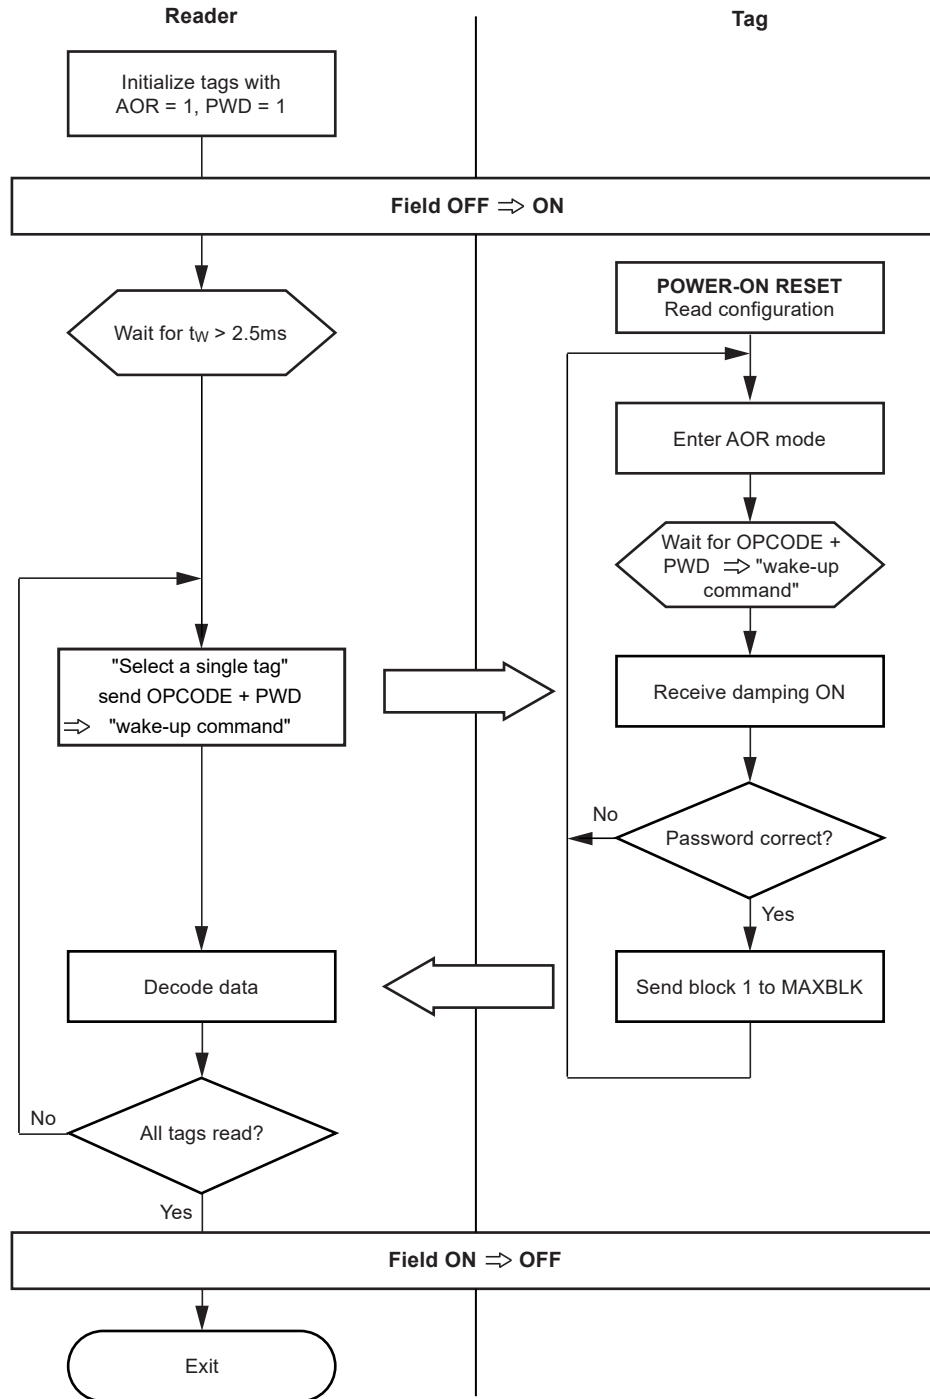 Reader
Tag
Initialize tags with
AOR = 1, PWD = 1
Field OFF ⇒ ON
Wait for tW > 2.5ms
POWER-ON RESET
Read configuration
Enter AOR mode
Wait for OPCODE +
PWD ⇒ "wake-up
command"
"Select a single tag"
send OPCODE + PWD
⇒ "wake-up command"
Receive damping ON
No
Password correct?
Yes
Decode data
Send block 1 to MAXBLK
No
All tags read?
Yes
Field ON ⇒ OFF
Exit